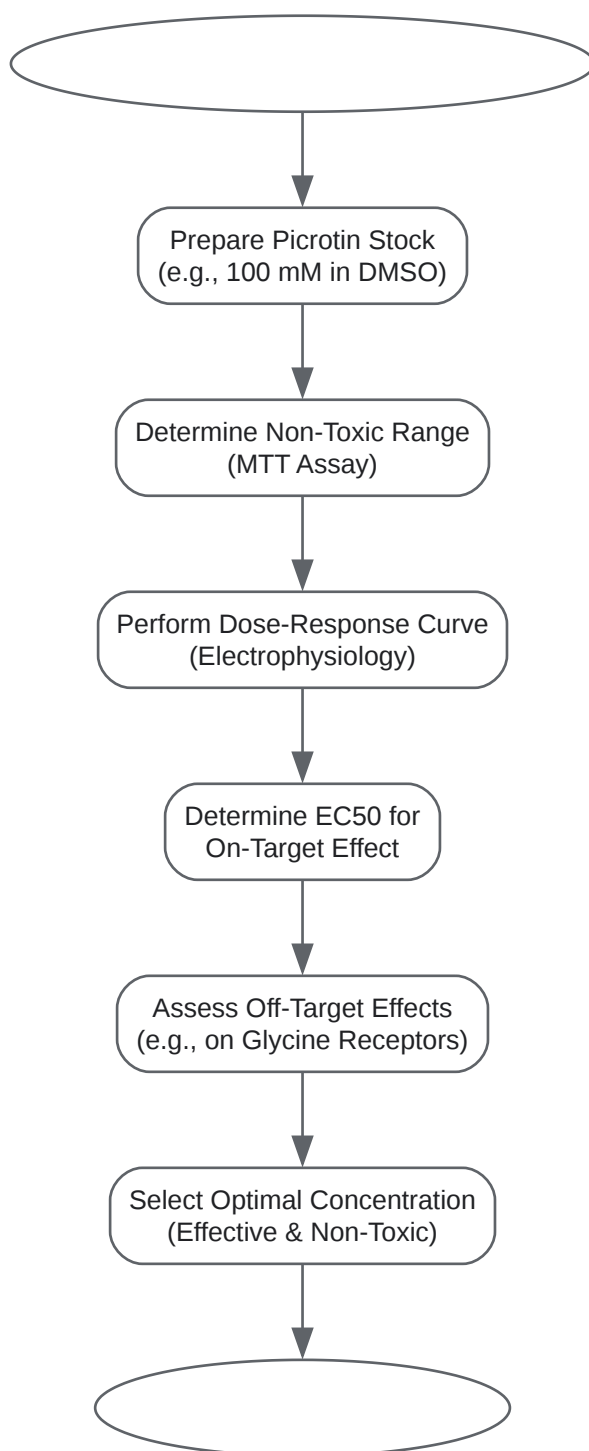 Prepare Picrotin Stock
(e.g., 100 mM in DMSO)
Determine Non-Toxic Range
(MTT Assay)
Perform Dose-Response Curve
(Electrophysiology)
Determine EC50 for
On-Target Effect
Assess Off-Target Effects
(e.g., on Glycine Receptors)
Select Optimal Concentration
(Effective & Non-Toxic)